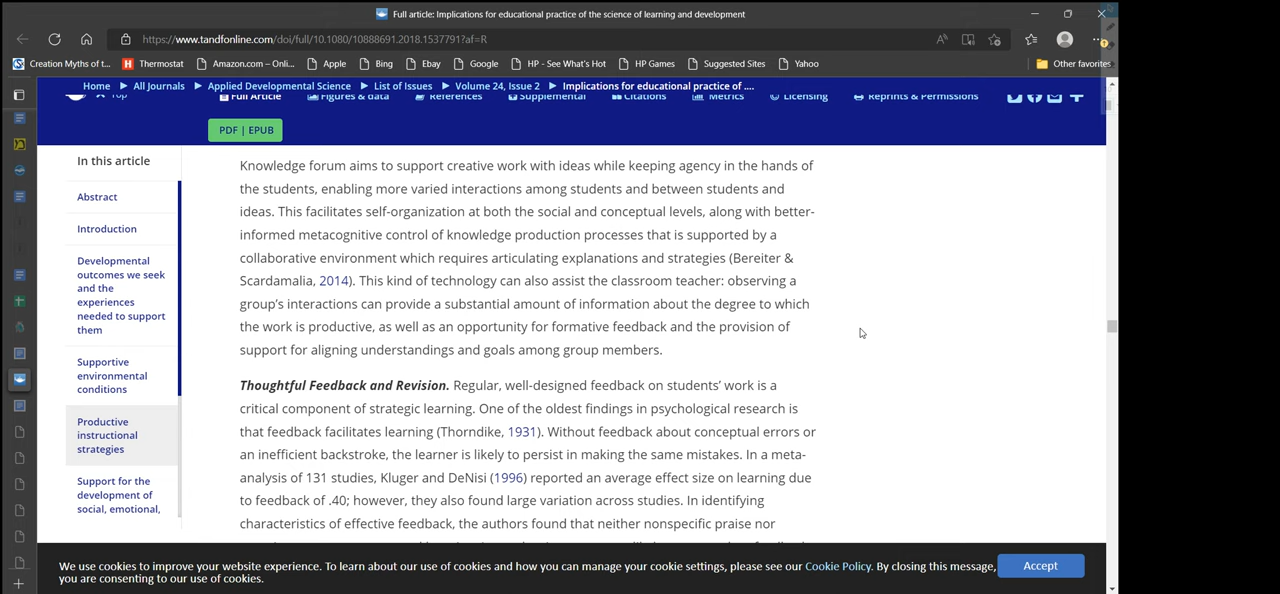 Full article: Implications for educational practice of the science of learning and development
https://www.tandfonline.com/doi/full/10.1080/10888691.2018.1537791?af=R
Creation Myths of t... Thermostat Amazon.com – Onli... Apple Bing Ebay Google HP - See What's Hot HP Games Suggested Sites Yahoo Other favorites
Home ▶ All Journals ▶ Applied Developmental Science ▶ List of Issues ▶ Volume 24, Issue 2 ▶ Implications for educational practice of ....
Top Full Article Figures & data References Supplemental Citations Metrics Licensing Reprints & Permissions
PDF | EPUB
In this article
Abstract
Introduction
Developmental
outcomes we seek
and the
experiences
needed to support
them
Supportive
environmental
conditions
Productive
instructional
strategies
Support for the
development of
social, emotional,
Knowledge forum aims to support creative work with ideas while keeping agency in the hands of
the students, enabling more varied interactions among students and between students and
ideas. This facilitates self-organization at both the social and conceptual levels, along with better-
informed metacognitive control of knowledge production processes that is supported by a
collaborative environment which requires articulating explanations and strategies (Bereiter &
Scardamalia, 2014). This kind of technology can also assist the classroom teacher: observing a
group's interactions can provide a substantial amount of information about the degree to which
the work is productive, as well as an opportunity for formative feedback and the provision of
support for aligning understandings and goals among group members.
Thoughtful Feedback and Revision. Regular, well-designed feedback on students' work is a
critical component of strategic learning. One of the oldest findings in psychological research is
that feedback facilitates learning (Thorndike, 1931). Without feedback about conceptual errors or
an inefficient backstroke, the learner is likely to persist in making the same mistakes. In a meta-
analysis of 131 studies, Kluger and DeNisi (1996) reported an average effect size on learning due
to feedback of .40; however, they also found large variation across studies. In identifying
characteristics of effective feedback, the authors found that neither nonspecific praise nor
We use cookies to improve your website experience. To learn about our use of cookies and how you can manage your cookie settings, please see our Cookie Policy. By closing this message,
you are consenting to our use of cookies.
Accept